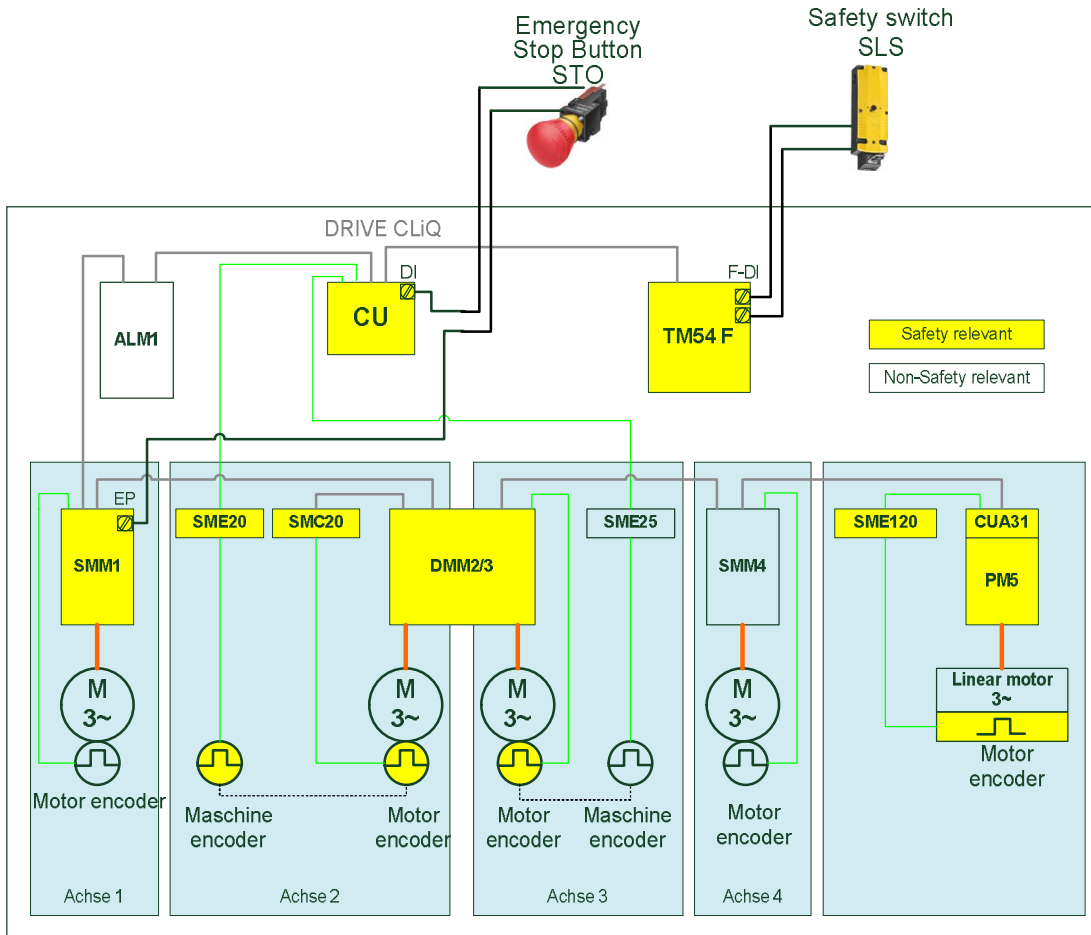 Emergency
Stop Button
STO
Safety switch
SLS
DRIVE CLiQ
DI
F-DI
ALM1
CU
TM54 F
Safety relevant
Non-Safety relevant
EP
SMM1
SME20
SMC20
DMM2/3
SME25
SMM4
SME120
CUA31
PM5
M
3~
M
3~
M
3~
M
3~
Linear motor
3~
Motor encoder
Maschine
encoder
Motor
encoder
Motor
encoder
Maschine
encoder
Motor
encoder
Motor
encoder
Achse 1
Achse 2
Achse 3
Achse 4